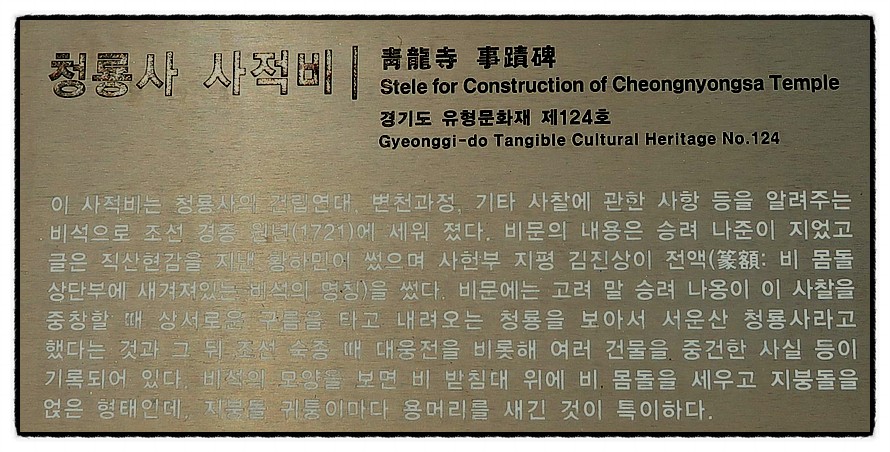 청룡사 사적비
靑龍寺 事蹟碑
Stele for Construction of Cheongnyongsa Temple
경기도 유형문화재 제124호
Gyeonggi-do Tangible Cultural Heritage No.124
이 사적비는 청룡사의 건립연대, 변천과정, 기타 사찰에 관한 사항 등을 알려주는
비석으로 조선 경종 원년(1721)에 세워 졌다. 비문의 내용은 승려 나준이 지었고
글은 직산현감을 지낸 황하민이 썼으며 사헌부 지평 김진상이 전액(篆額: 비 몸돌
상단부에 새겨져있는 비석의 명칭)을 썼다. 비문에는 고려 말 승려 나옹이 이 사찰을
중창할 때 상서로운 구름을 타고 내려오는 청룡을 보아서 서운산 청룡사라고
했다는 것과 그 뒤 조선 숙종 때 대웅전을 비롯해 여러 건물을 중건한 사실 등이
기록되어 있다. 비석의 모양을 보면 비 받침대 위에 비 몸돌을 세우고 지붕돌을
얹은 형태인데, 지붕돌 귀퉁이마다 용머리를 새긴 것이 특이하다.